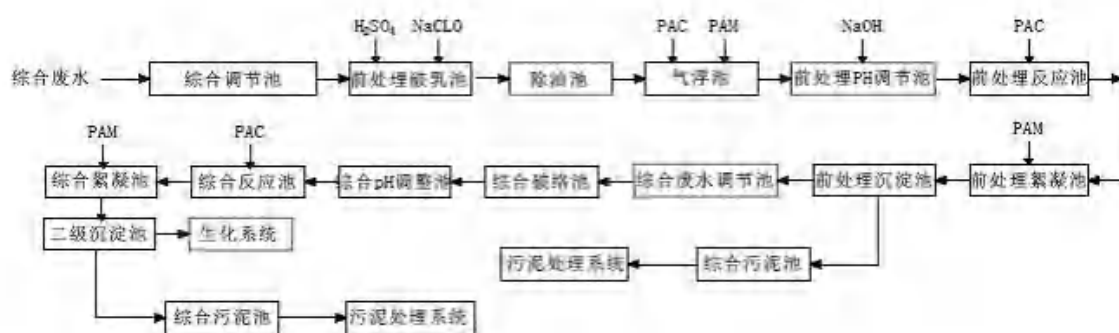 H₂SO₄ NaCLO PAC PAM NaOH PAC
综合废水 综合调节池 前处理破乳池 除油池 气浮池 前处理PH调节池 前处理反应池
PAM PAC PAM
综合絮凝池 综合反应池 综合pH调整池 综合破络池 综合废水调节池 前处理沉淀池 前处理絮凝池
二级沉淀池 生化系统
污泥处理系统 综合污泥池
综合污泥池 污泥处理系统